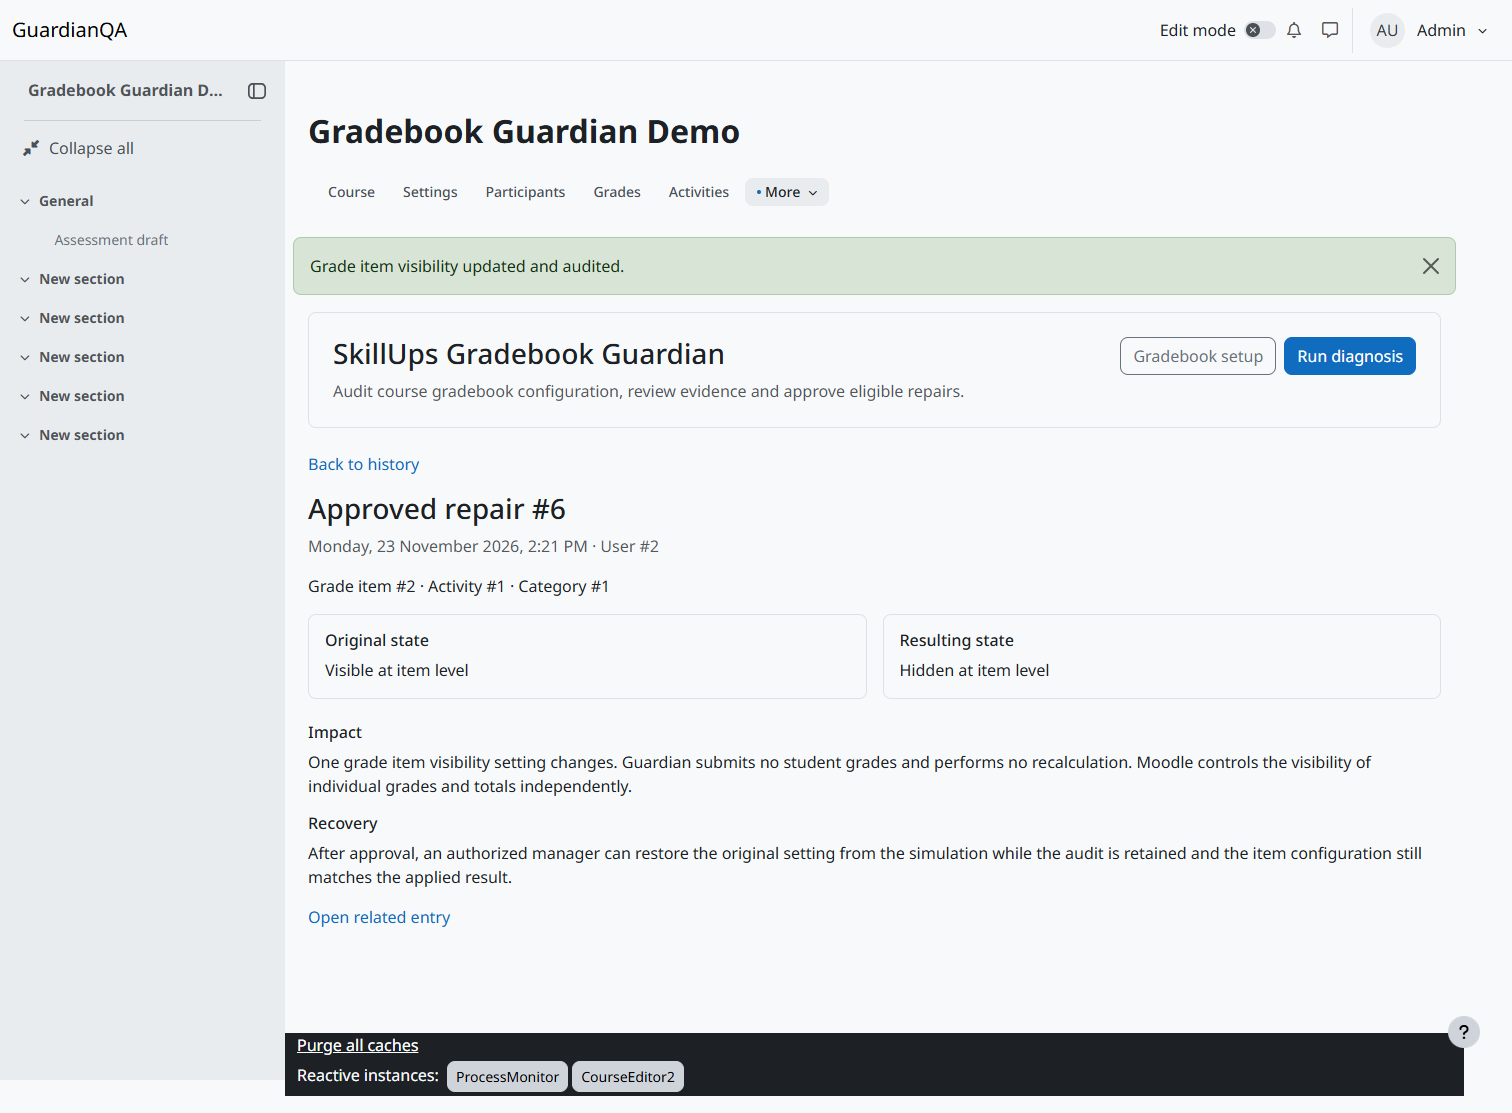 GuardianQA
Edit mode
AU
Admin
Gradebook Guardian D...
Collapse all
General
Assessment draft
New section
New section
New section
New section
New section
Gradebook Guardian Demo
Course
Settings
Participants
Grades
Activities
More
Grade item visibility updated and audited.
SkillUps Gradebook Guardian
Audit course gradebook configuration, review evidence and approve eligible repairs.
Gradebook setup
Run diagnosis
Back to history
Approved repair #6
Monday, 23 November 2026, 2:21 PM · User #2
Grade item #2 · Activity #1 · Category #1
Original state
Visible at item level
Resulting state
Hidden at item level
Impact
One grade item visibility setting changes. Guardian submits no student grades and performs no recalculation. Moodle controls the visibility of
individual grades and totals independently.
Recovery
After approval, an authorized manager can restore the original setting from the simulation while the audit is retained and the item configuration still
matches the applied result.
Open related entry
?
Purge all caches
Reactive instances:
ProcessMonitor
CourseEditor2